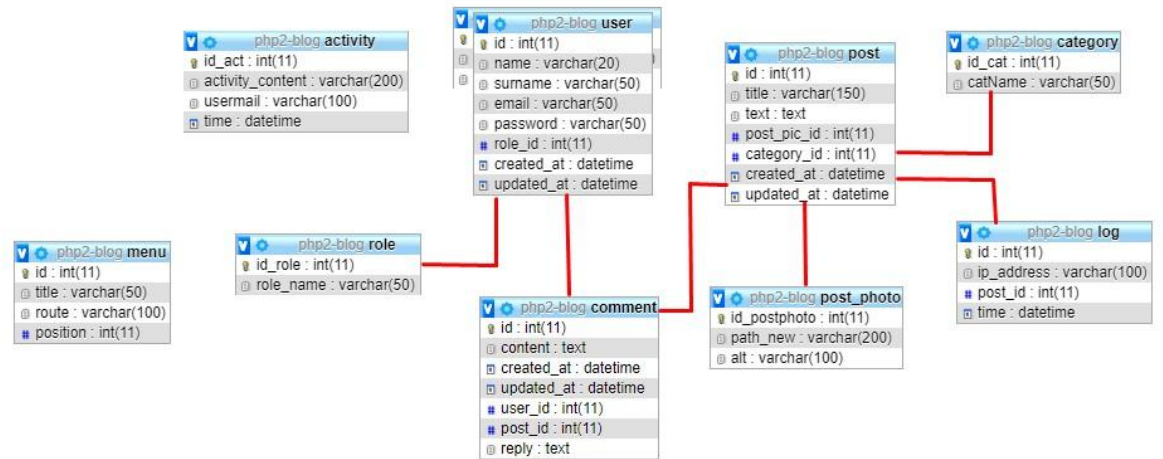 php2-blog activity
id_act : int(11)
activity_content : varchar(200)
usermail : varchar(100)
time : datetime
php2-blog user
id : int(11)
name : varchar(20)
surname : varchar(50)
email : varchar(50)
password : varchar(50)
role_id : int(11)
created_at : datetime
updated_at : datetime
php2-blog post
id : int(11)
title : varchar(150)
text : text
post_pic_id : int(11)
category_id : int(11)
created_at : datetime
updated_at : datetime
php2-blog category
id_cat : int(11)
catName : varchar(50)
php2-blog menu
id : int(11)
title : varchar(50)
route : varchar(100)
position : int(11)
php2-blog role
id_role : int(11)
role_name : varchar(50)
php2-blog comment
id : int(11)
content : text
created_at : datetime
updated_at : datetime
user_id : int(11)
post_id : int(11)
reply : text
php2-blog post_photo
id_postphoto : int(11)
path_new : varchar(200)
alt : varchar(100)
php2-blog log
id : int(11)
ip_address : varchar(100)
post_id : int(11)
time : datetime